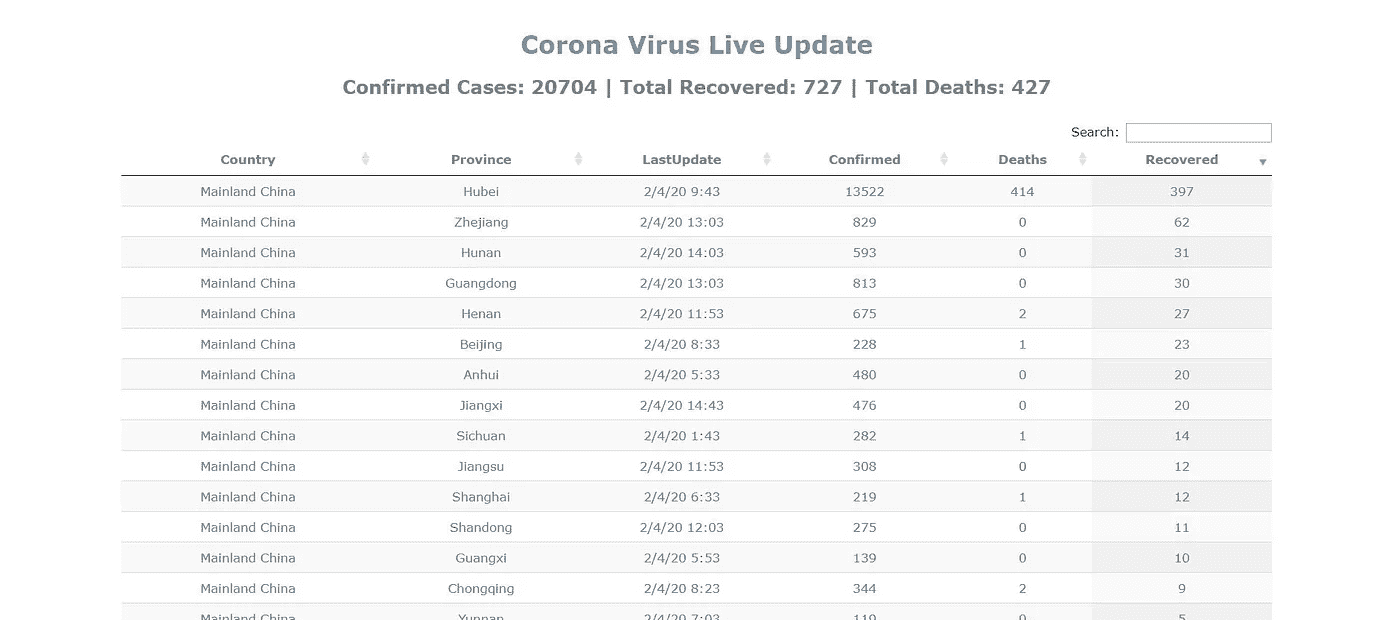 Corona Virus Live Update
Confirmed Cases: 20704 | Total Recovered: 727 | Total Deaths: 427
Search:
Country Province LastUpdate Confirmed Deaths Recovered
Mainland China Hubei 2/4/20 9:43 13522 414 397
Mainland China Zhejiang 2/4/20 13:03 829 0 62
Mainland China Hunan 2/4/20 14:03 593 0 31
Mainland China Guangdong 2/4/20 13:03 813 0 30
Mainland China Henan 2/4/20 11:53 675 2 27
Mainland China Beijing 2/4/20 8:33 228 1 23
Mainland China Anhui 2/4/20 5:33 480 0 20
Mainland China Jiangxi 2/4/20 14:43 476 0 20
Mainland China Sichuan 2/4/20 1:43 282 1 14
Mainland China Jiangsu 2/4/20 11:53 308 0 12
Mainland China Shanghai 2/4/20 6:33 219 1 12
Mainland China Shandong 2/4/20 12:03 275 0 11
Mainland China Guangxi 2/4/20 5:53 139 0 10
Mainland China Chongqing 2/4/20 8:23 344 2 9
Mainland China Yunnan 2/4/20 7:03 119 0 5